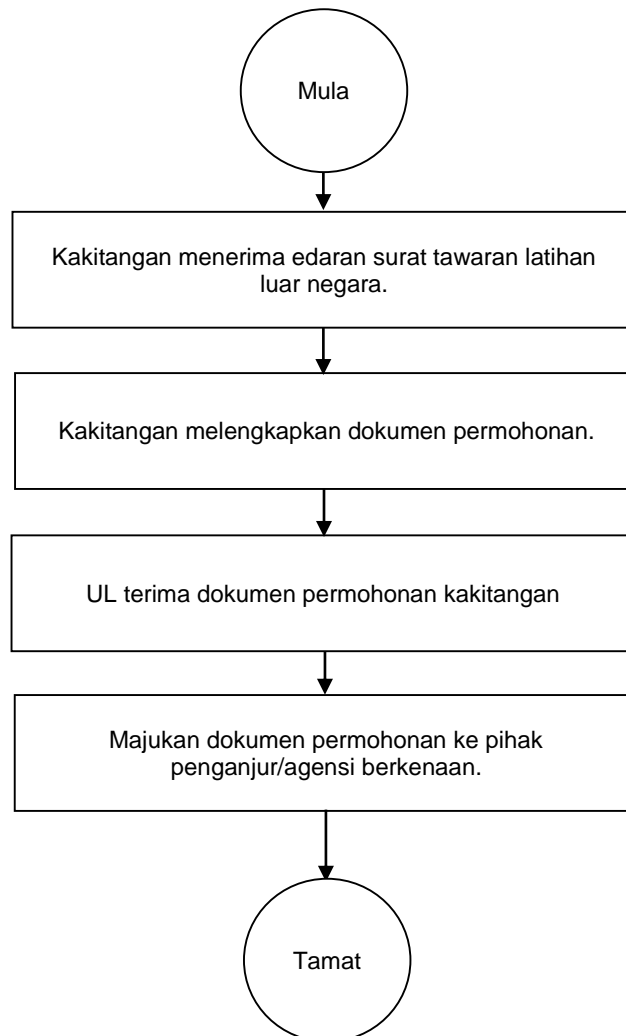 Mula
Kakitangan menerima edaran surat tawaran latihan
luar negara.
Kakitangan melengkapkan dokumen permohonan.
UL terima dokumen permohonan kakitangan
Majukan dokumen permohonan ke pihak
penganjur/agensi berkenaan.
Tamat